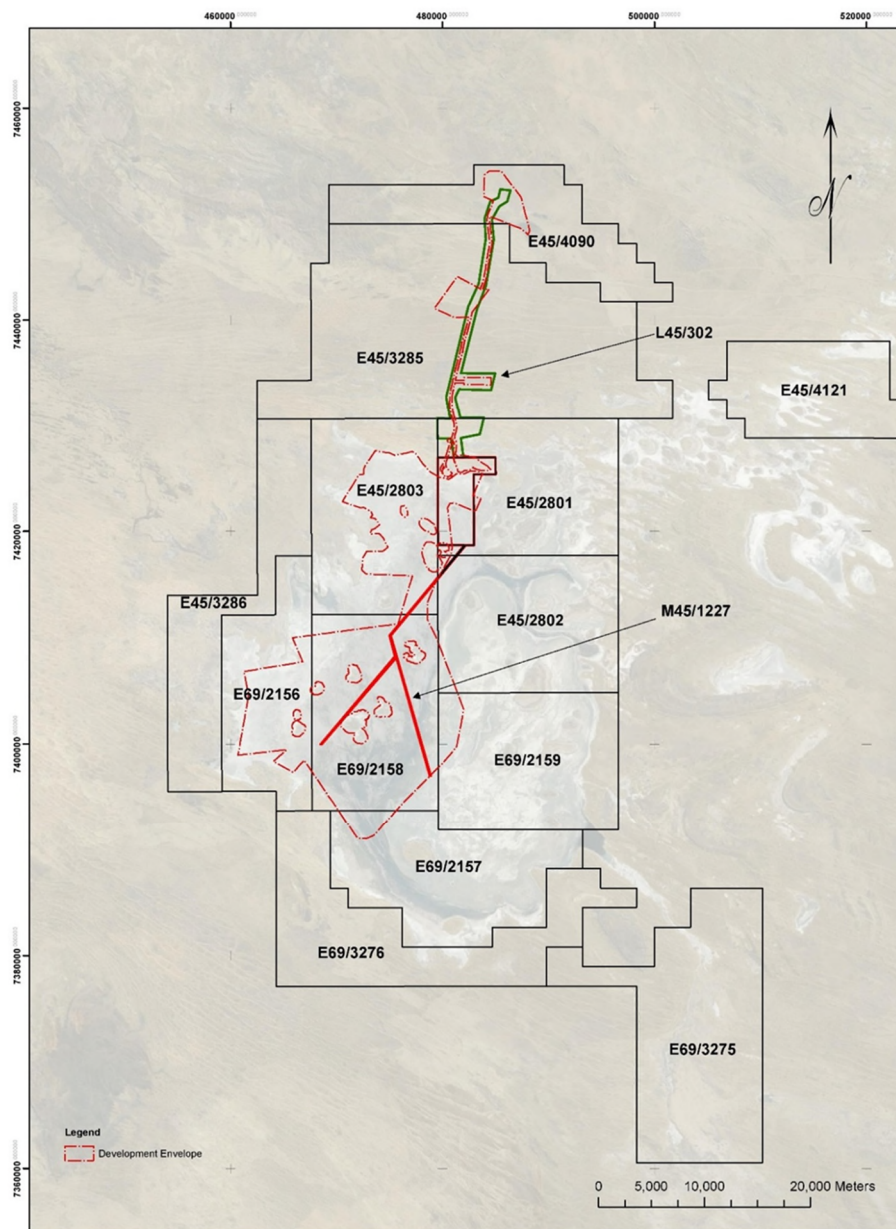 460000
480000
500000
520000
7460000
7440000
7420000
7400000
7380000
7360000
N
E45/4090
L45/302
E45/3285
E45/4121
E45/2803
E45/2801
E45/3286
E45/2802
M45/1227
E69/2156
E69/2158
E69/2159
E69/2157
E69/3276
E69/3275
Legend
Development Envelope
0 5,000 10,000 20,000 Meters